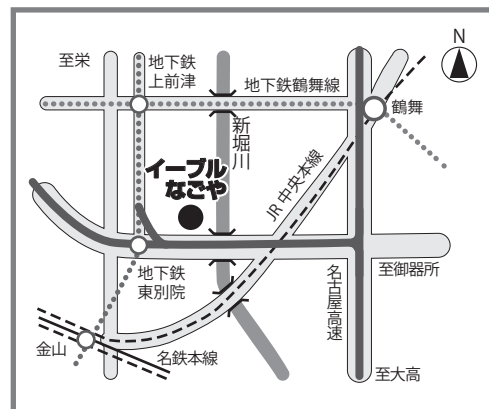 N
至栄
地下鉄
上前津
地下鉄鶴舞線
鶴舞
新堀川
イーブル
なごや
JR中央本線
地下鉄
東別院
名古屋高速
至御器所
金山
名鉄本線
至大高